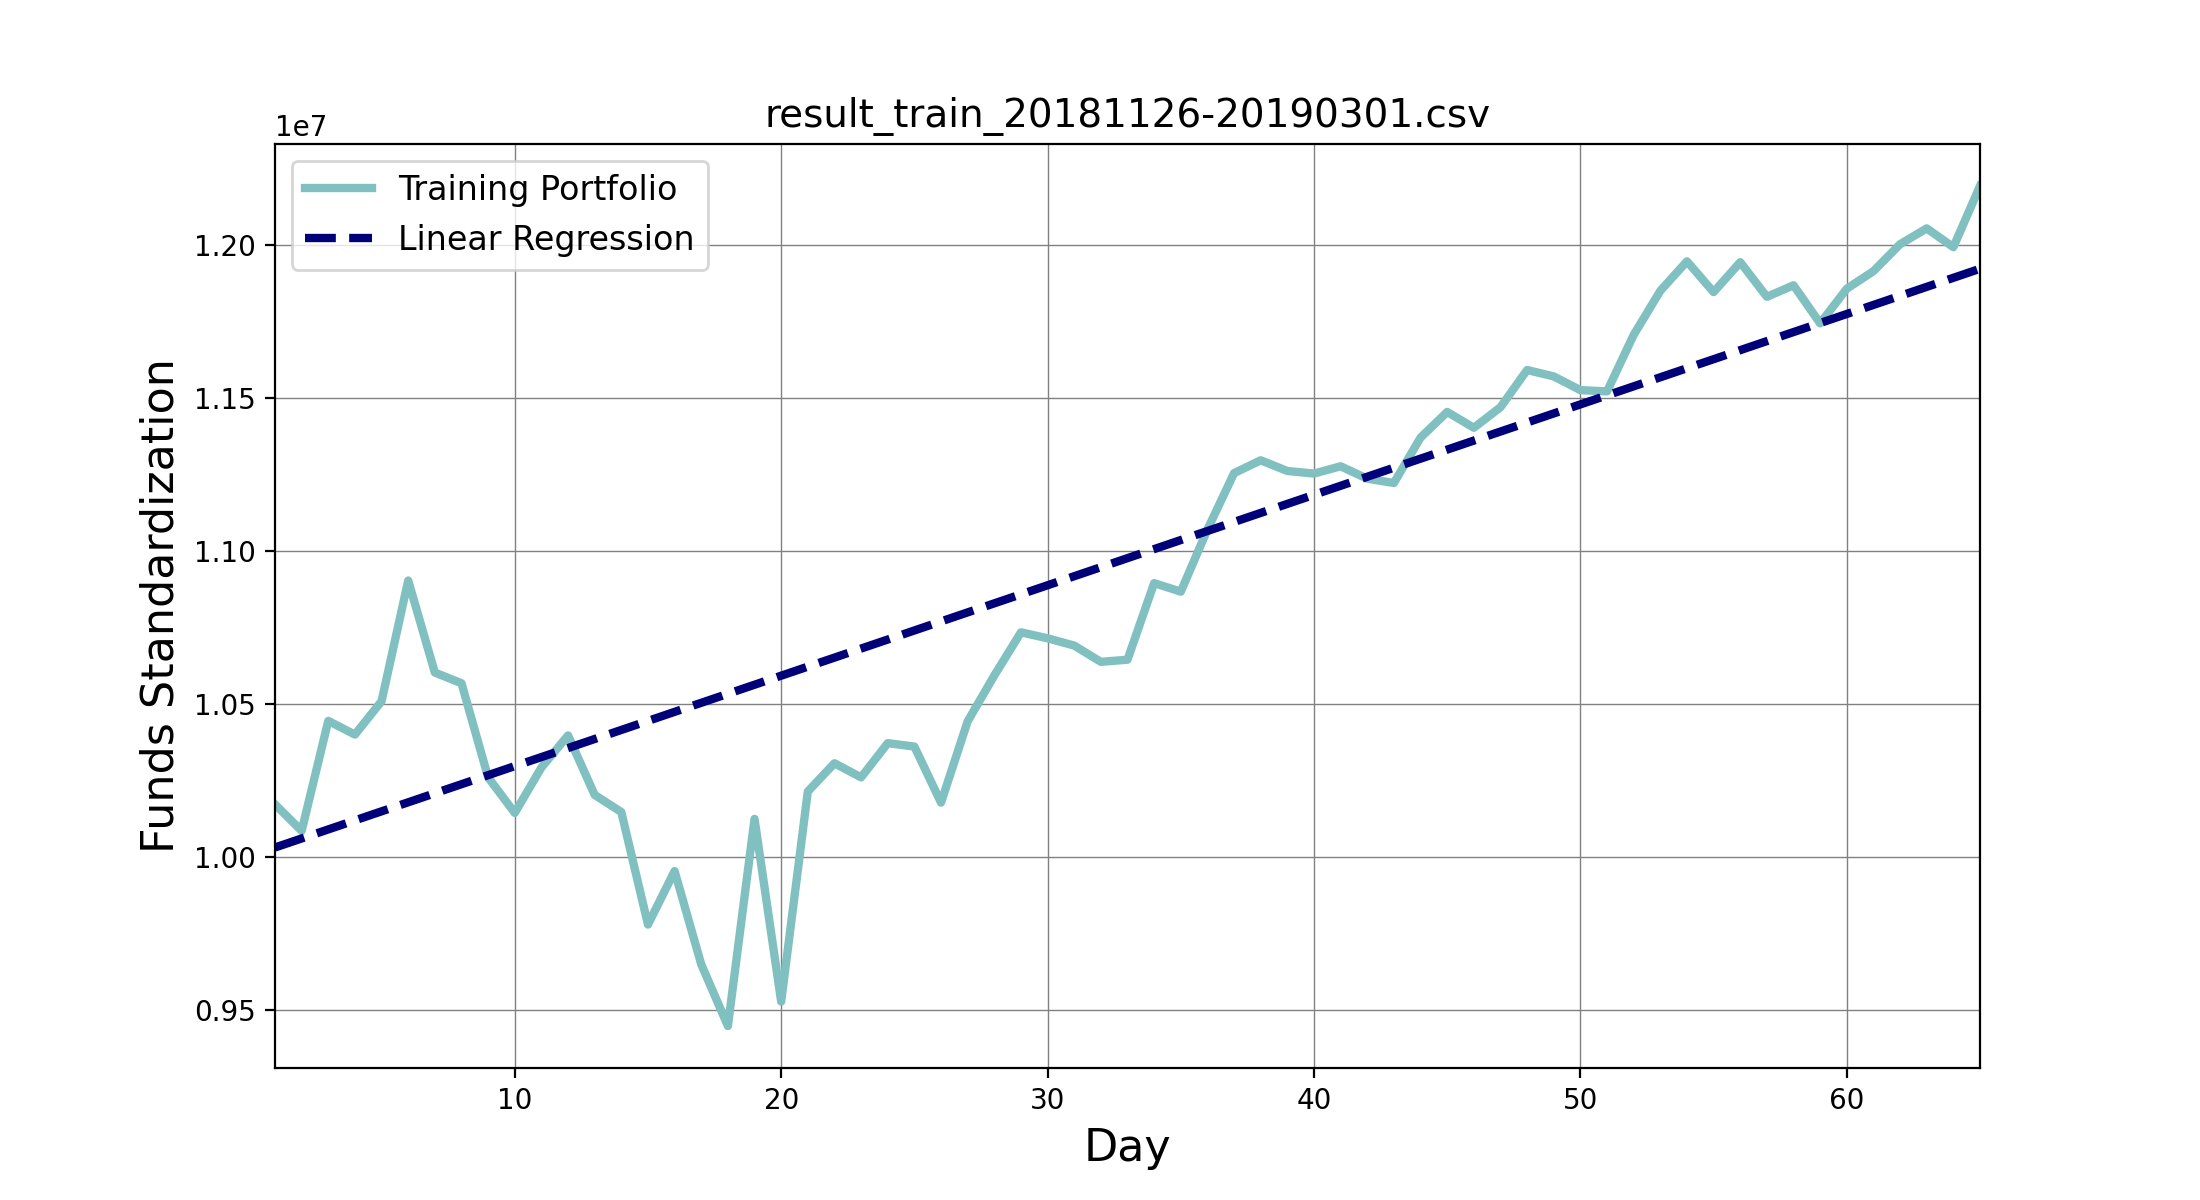 result_train_20181126-20190301.csv
1e7
Training Portfolio
Linear Regression
1.20
1.15
1.10
1.05
1.00
0.95
Funds Standardization
10 20 30 40 50 60
Day